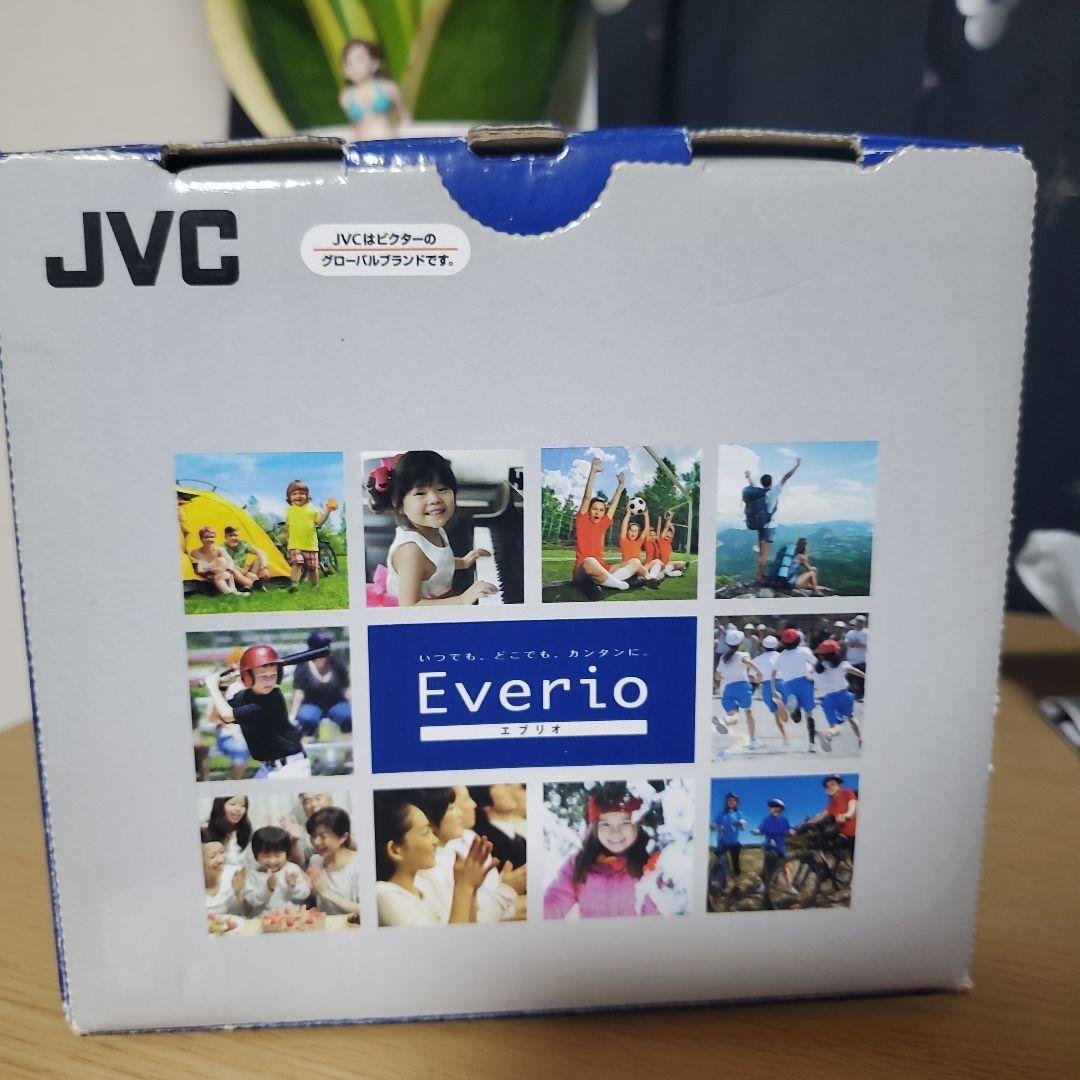 JVC
JVCはビクターの
グローバルブランドです。
いつでも、どこでも、カンタンに。
Everio
エブリオ